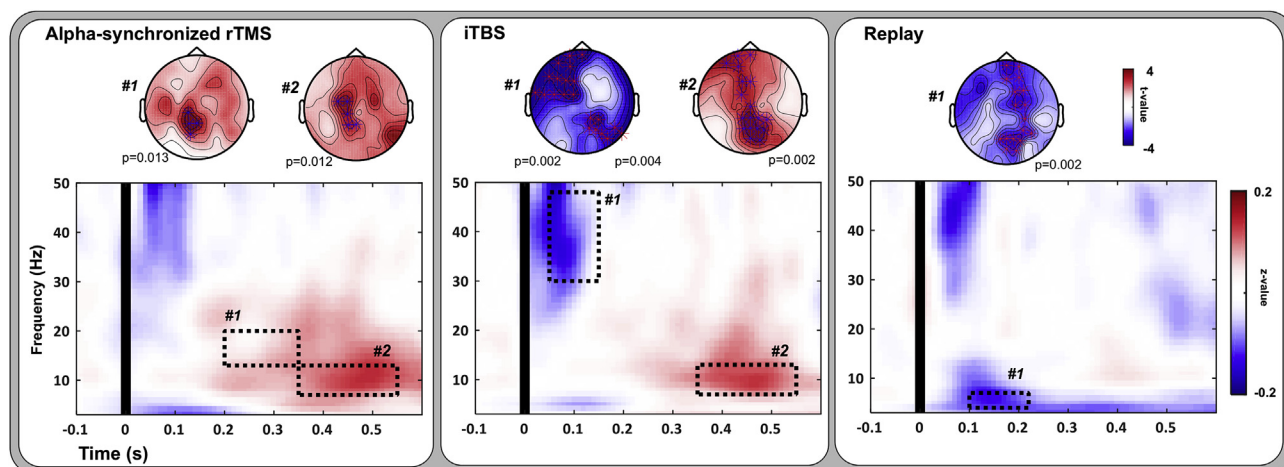 Alpha-synchronized rTMS
#1
#2
p=0.013
p=0.012
50
40
30
20
10
Frequency (Hz)
#1
#2
-0.1 0 0.1 0.2 0.3 0.4 0.5
Time (s)
iTBS
#1
#2
p=0.002
p=0.004
p=0.002
50
40
30
20
10
#1
#2
-0.1 0 0.1 0.2 0.3 0.4 0.5
Replay
#1
p=0.002
4
t-value
-4
50
40
30
20
10
#1
-0.1 0 0.1 0.2 0.3 0.4 0.5
0.2
z-value
-0.2